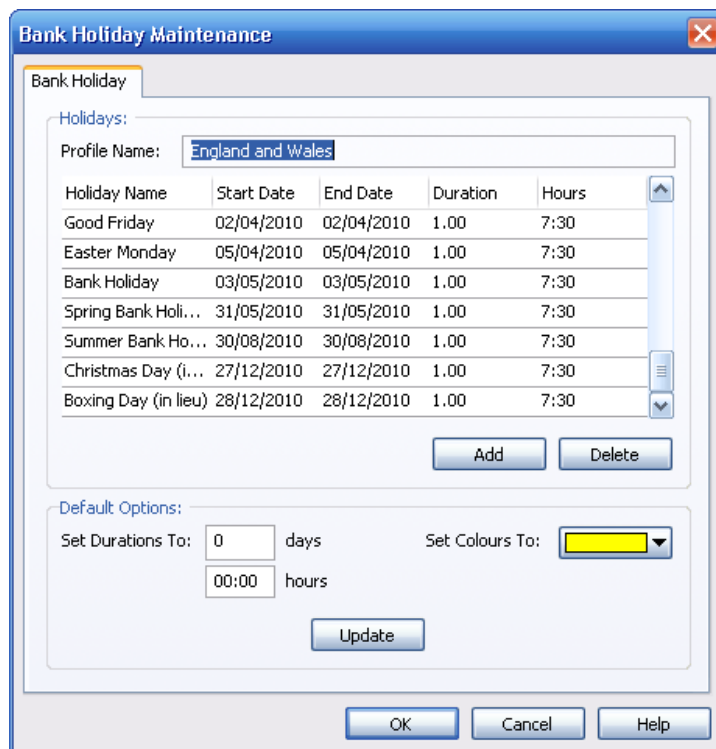 Bank Holiday Maintenance
Bank Holiday
Holidays:
Profile Name: England and Wales
Holiday Name Start Date End Date Duration Hours
Good Friday 02/04/2010 02/04/2010 1.00 7:30
Easter Monday 05/04/2010 05/04/2010 1.00 7:30
Bank Holiday 03/05/2010 03/05/2010 1.00 7:30
Spring Bank Holi... 31/05/2010 31/05/2010 1.00 7:30
Summer Bank Ho... 30/08/2010 30/08/2010 1.00 7:30
Christmas Day (i... 27/12/2010 27/12/2010 1.00 7:30
Boxing Day (in lieu) 28/12/2010 28/12/2010 1.00 7:30
Add Delete
Default Options:
Set Durations To: 0 days Set Colours To:
00:00 hours
Update
OK Cancel Help